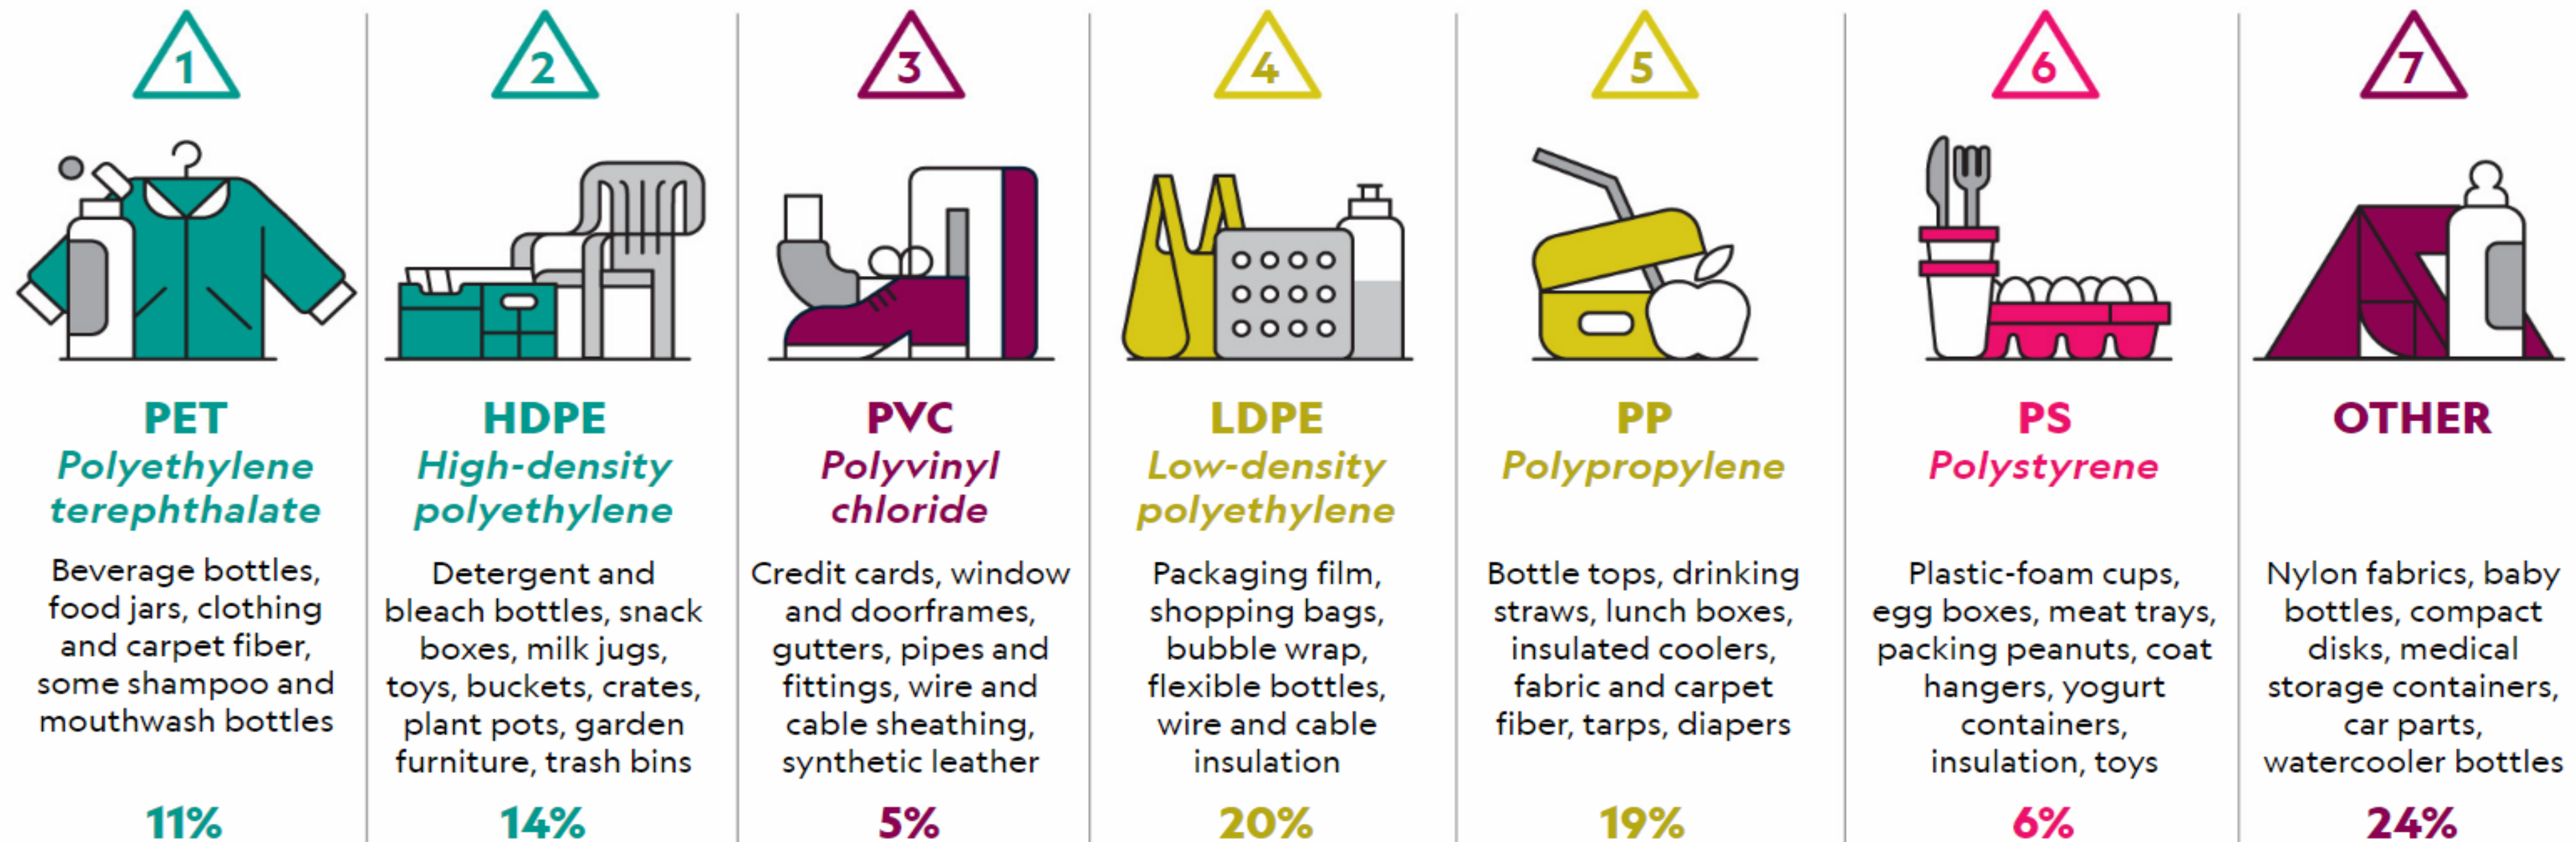 1
PET
Polyethylene
terephthalate
Beverage bottles,
food jars, clothing
and carpet fiber,
some shampoo and
mouthwash bottles
11%
2
HDPE
High-density
polyethylene
Detergent and
bleach bottles, snack
boxes, milk jugs,
toys, buckets, crates,
plant pots, garden
furniture, trash bins
14%
3
PVC
Polyvinyl
chloride
Credit cards, window
and doorframes,
gutters, pipes and
fittings, wire and
cable sheathing,
synthetic leather
5%
4
LDPE
Low-density
polyethylene
Packaging film,
shopping bags,
bubble wrap,
flexible bottles,
wire and cable
insulation
20%
5
PP
Polypropylene
Bottle tops, drinking
straws, lunch boxes,
insulated coolers,
fabric and carpet
fiber, tarps, diapers
19%
6
PS
Polystyrene
Plastic-foam cups,
egg boxes, meat trays,
packing peanuts, coat
hangers, yogurt
containers,
insulation, toys
6%
7
OTHER
Nylon fabrics, baby
bottles, compact
disks, medical
storage containers,
car parts,
watercooler bottles
24%